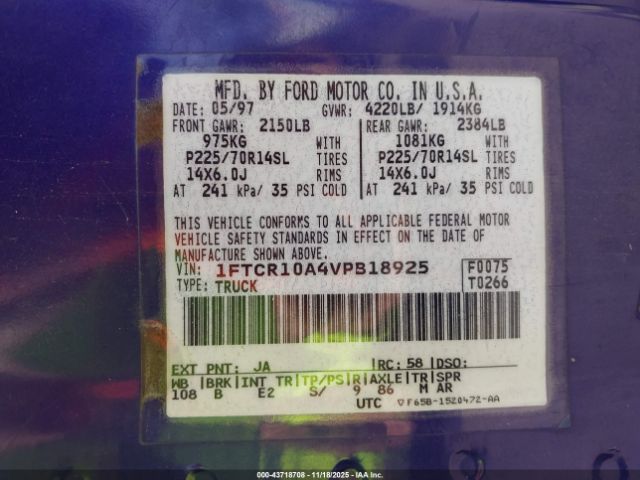 MFD. BY FORD MOTOR CO. IN U.S.A.
DATE: 05/97 GVWR: 4220LB/ 1914KG
FRONT GAWR: 2150LB REAR GAWR: 2384LB
975KG WITH 1081KG WITH
P225/70R14SL TIRES P225/70R14SL TIRES
14X6.0J RIMS 14X6.0J RIMS
AT 241 kPa/ 35 PSI COLD AT 241 kPa/ 35 PSI COLD
THIS VEHICLE CONFORMS TO ALL APPLICABLE FEDERAL MOTOR
VEHICLE SAFETY STANDARDS IN EFFECT ON THE DATE OF
MANUFACTURE SHOWN ABOVE.
VIN: 1FTCR10A4VPB18925 F0075
TYPE: TRUCK T0266
EXT PNT: JA RC: 58 DSO:
WB BRK INT TR TP/PS R AXLE TR SPR
108 B E2 S/ 9 86 M AR
UTC F65B-1520472-AA
000-43718708 - 11/18/2025 - IAAI.COM